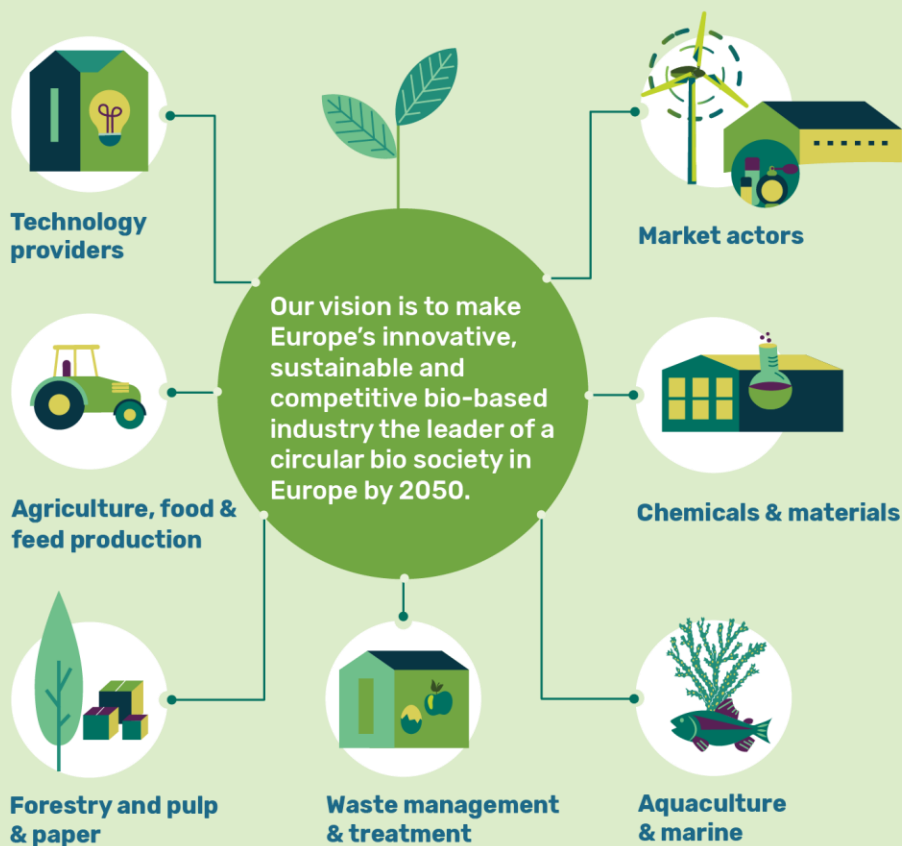 Technology
providers
Market actors
Our vision is to make
Europe’s innovative,
sustainable and
competitive bio-based
industry the leader of a
circular bio society in
Europe by 2050.
Agriculture, food &
feed production
Chemicals & materials
Forestry and pulp
& paper
Waste management
& treatment
Aquaculture
& marine